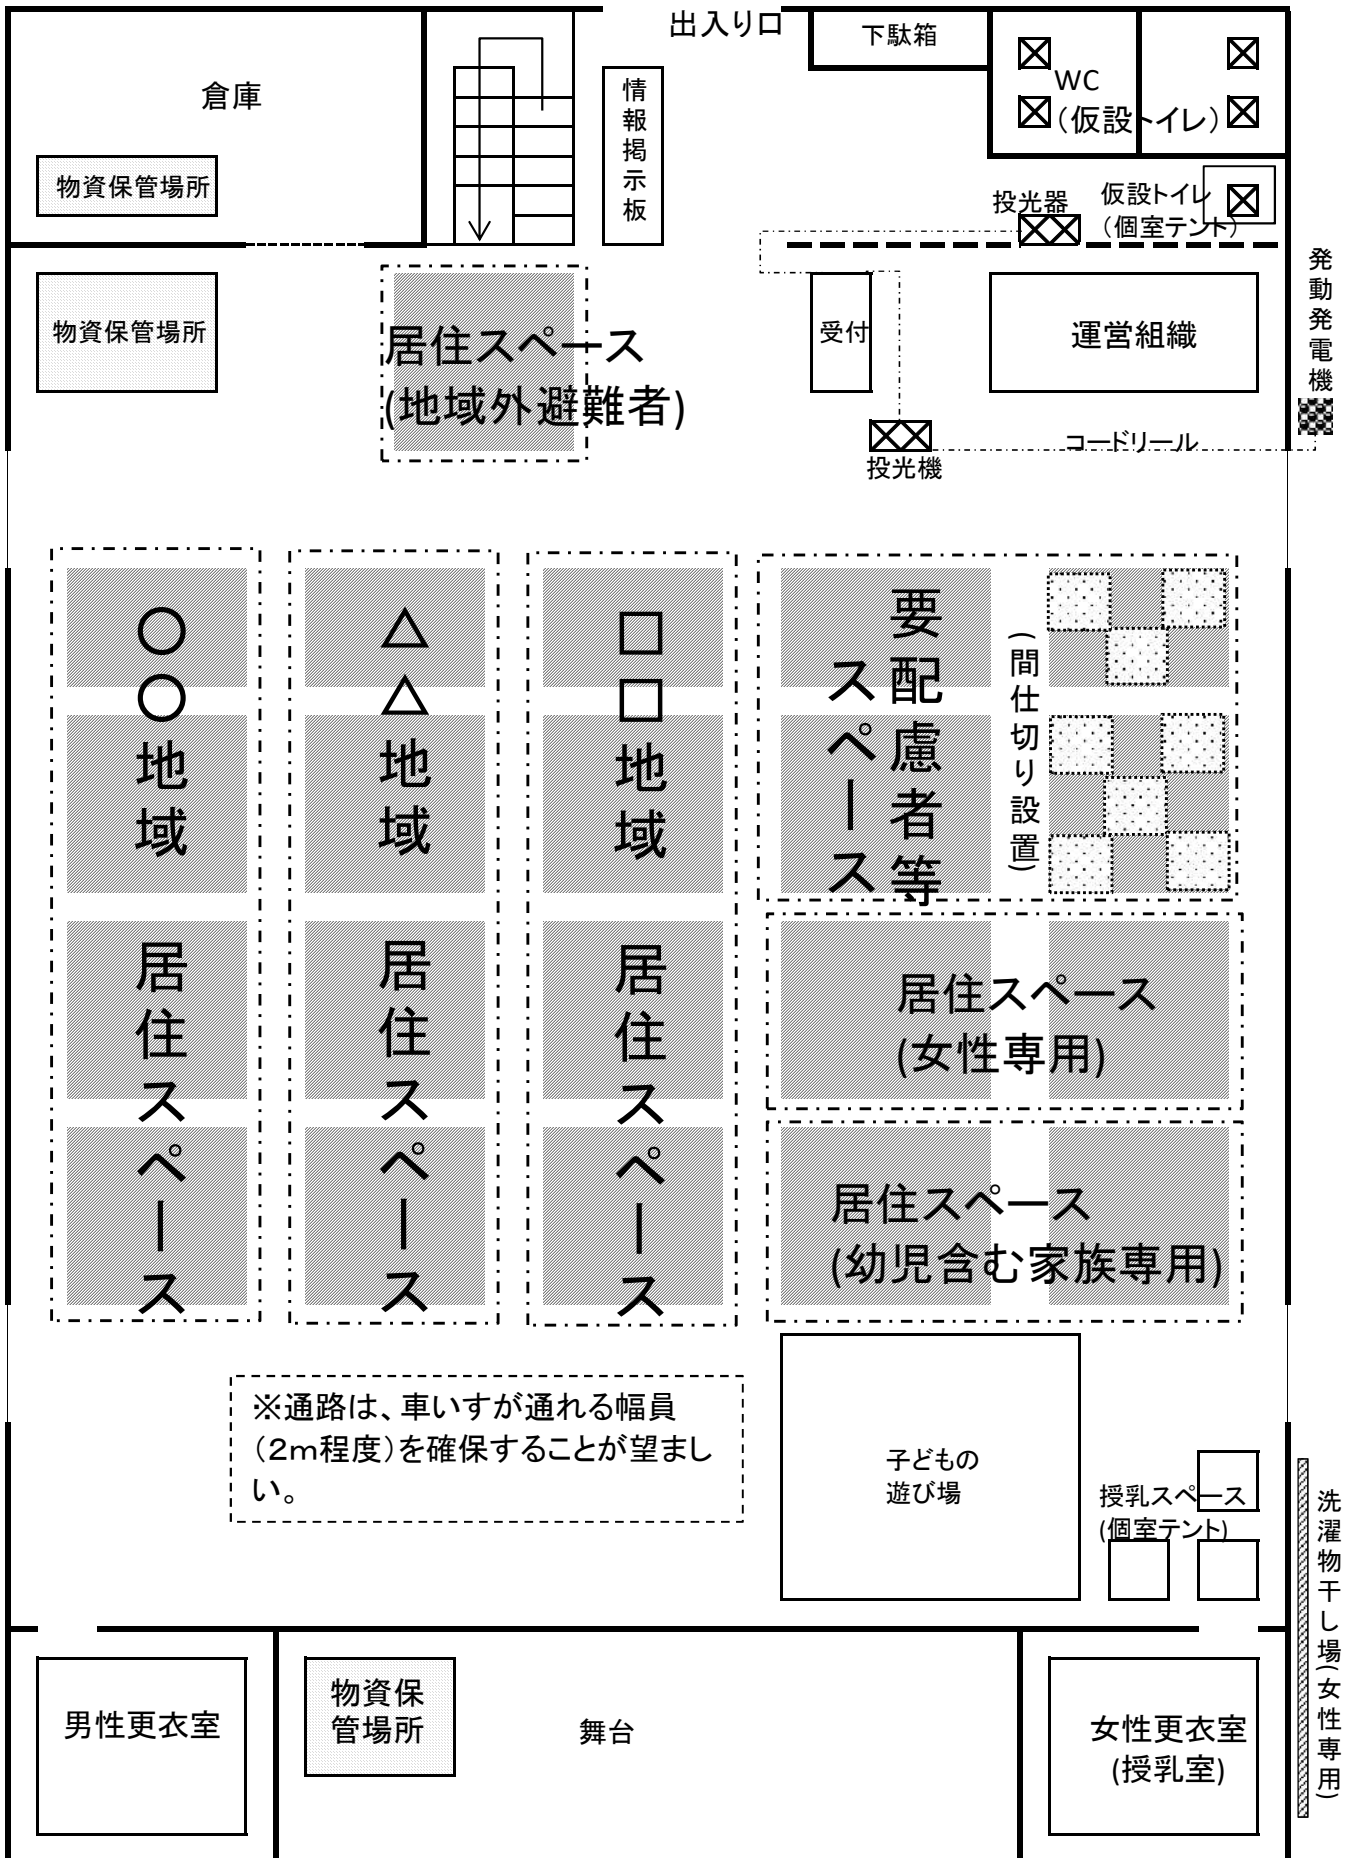 出入り口
下駄箱
倉庫
情報掲示板
WC
（仮設トイレ）
物資保管場所
投光器
仮設トイレ
（個室テント）
発動発電機
物資保管場所
居住スペース
(地域外避難者)
受付
運営組織
コードリール
投光機
○○地域 居住スペース
△△地域 居住スペース
□□地域 居住スペース
要配慮者等
スペース
(間仕切り設置)
居住スペース
(女性専用)
居住スペース
(幼児含む家族専用)
※通路は、車いすが通れる幅員
（2ｍ程度）を確保することが望まし
い。
子どもの
遊び場
授乳スペース
(個室テント)
洗濯物干し場(女性専用)
男性更衣室
物資保
管場所
舞台
女性更衣室
(授乳室)